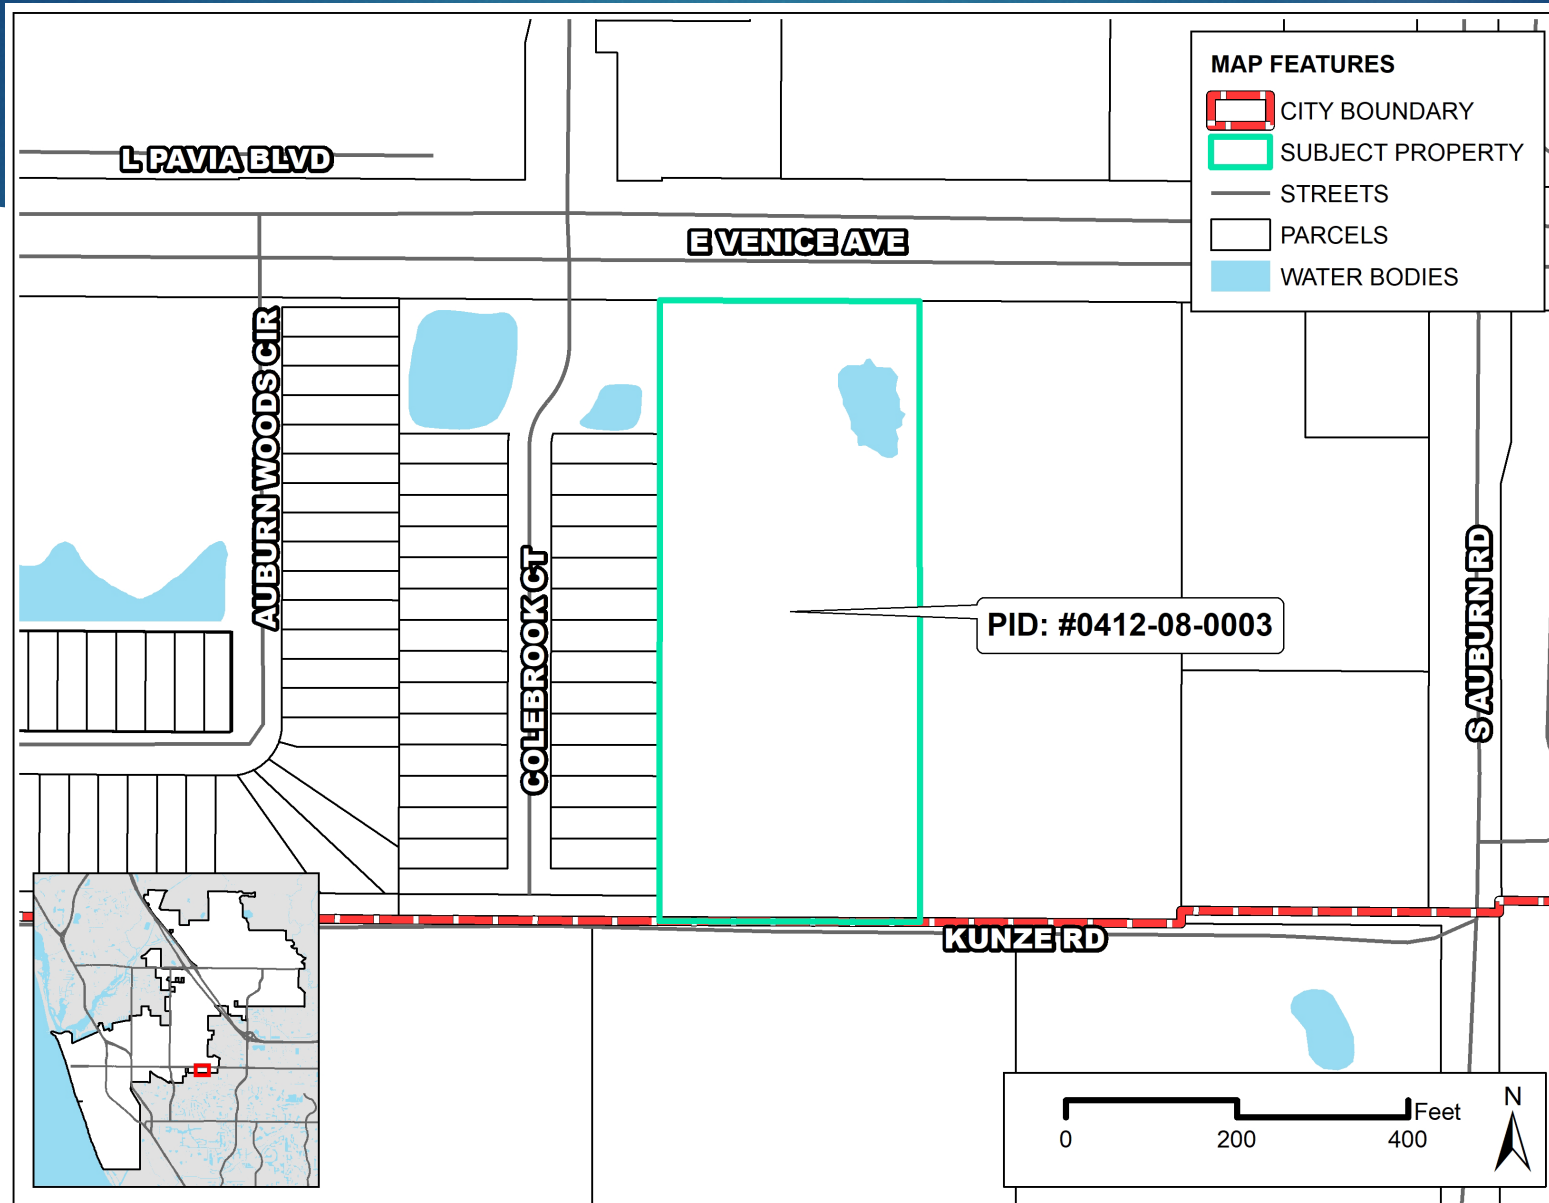 MAP FEATURES
CITY BOUNDARY
SUBJECT PROPERTY
STREETS
PARCELS
WATER BODIES
L PAVIA BLVD
E VENICE AVE
AUBURN WOODS CIR
COLEBROOK CT
PID: #0412-08-0003
S AUBURN RD
KUNZE RD
N
Feet
0 200 400